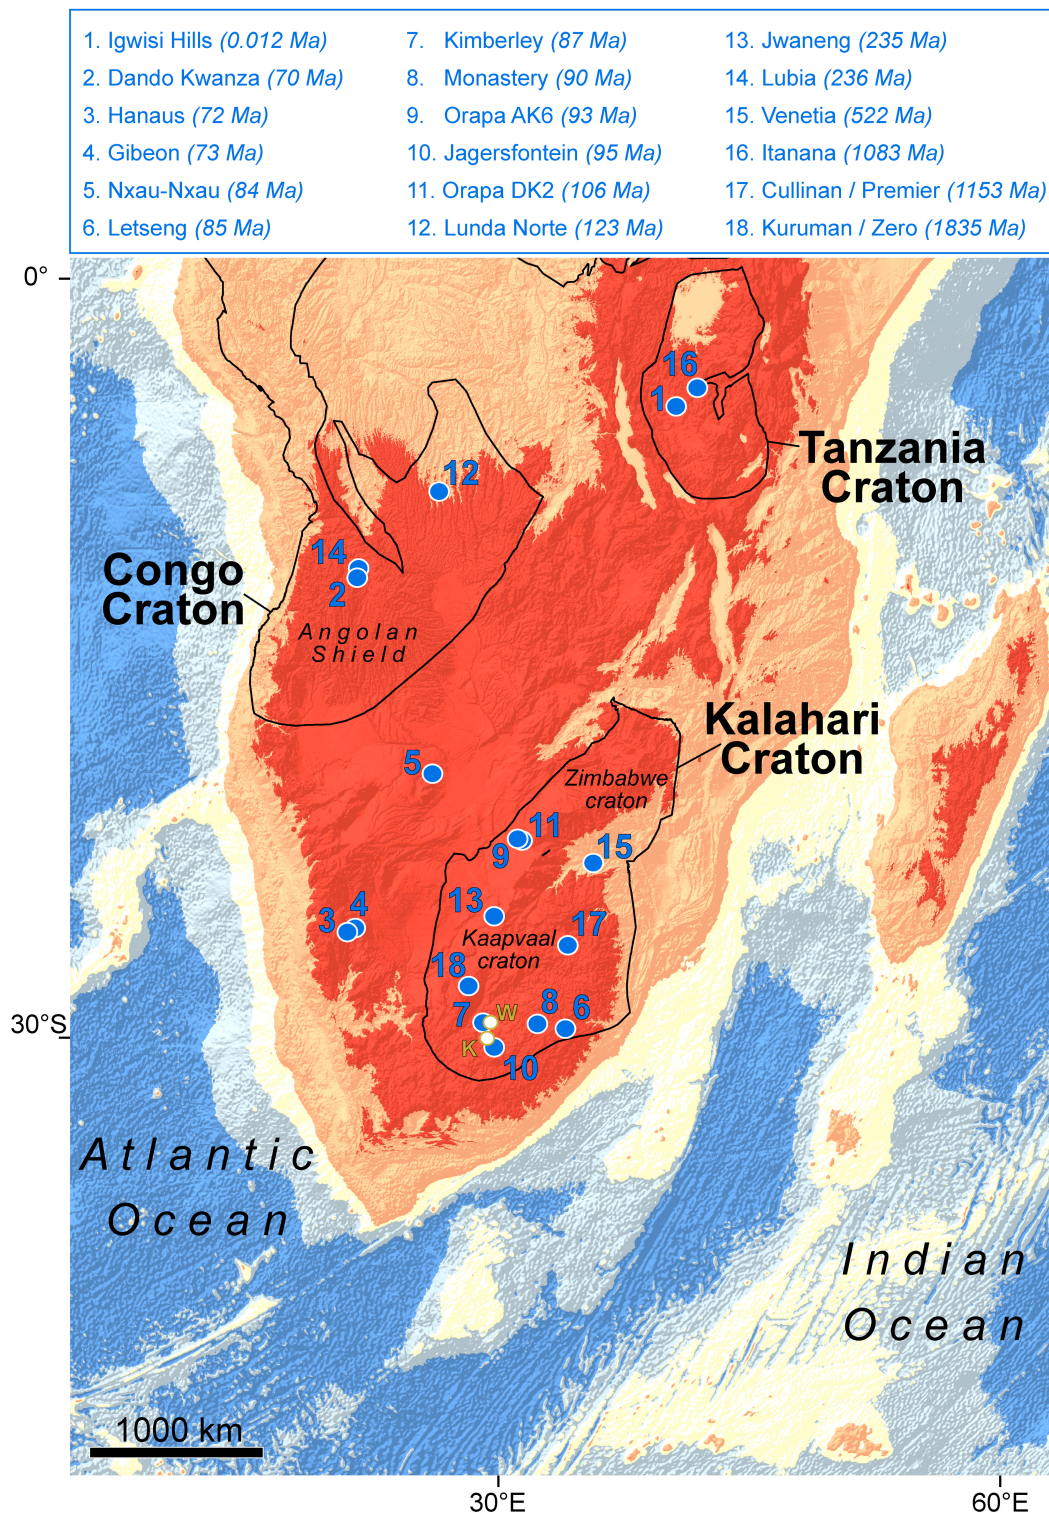 1. Igwisi Hills (0.012 Ma)
2. Dando Kwanza (70 Ma)
3. Hanaus (72 Ma)
4. Gibeon (73 Ma)
5. Nxau-Nxau (84 Ma)
6. Letseng (85 Ma)
7. Kimberley (87 Ma)
8. Monastery (90 Ma)
9. Orapa AK6 (93 Ma)
10. Jagersfontein (95 Ma)
11. Orapa DK2 (106 Ma)
12. Lunda Norte (123 Ma)
13. Jwaneng (235 Ma)
14. Lubia (236 Ma)
15. Venetia (522 Ma)
16. Itanana (1083 Ma)
17. Cullinan / Premier (1153 Ma)
18. Kuruman / Zero (1835 Ma)
0°
16
1
Tanzania
Craton
12
14
2
Congo
Craton
Angolan
Shield
Kalahari
Craton
5
Zimbabwe
craton
11
9
15
13
3
4
17
Kaapvaal
craton
18
7
W
8
6
30°S
K
10
Atlantic
Ocean
Indian
Ocean
1000 km
30°E
60°E